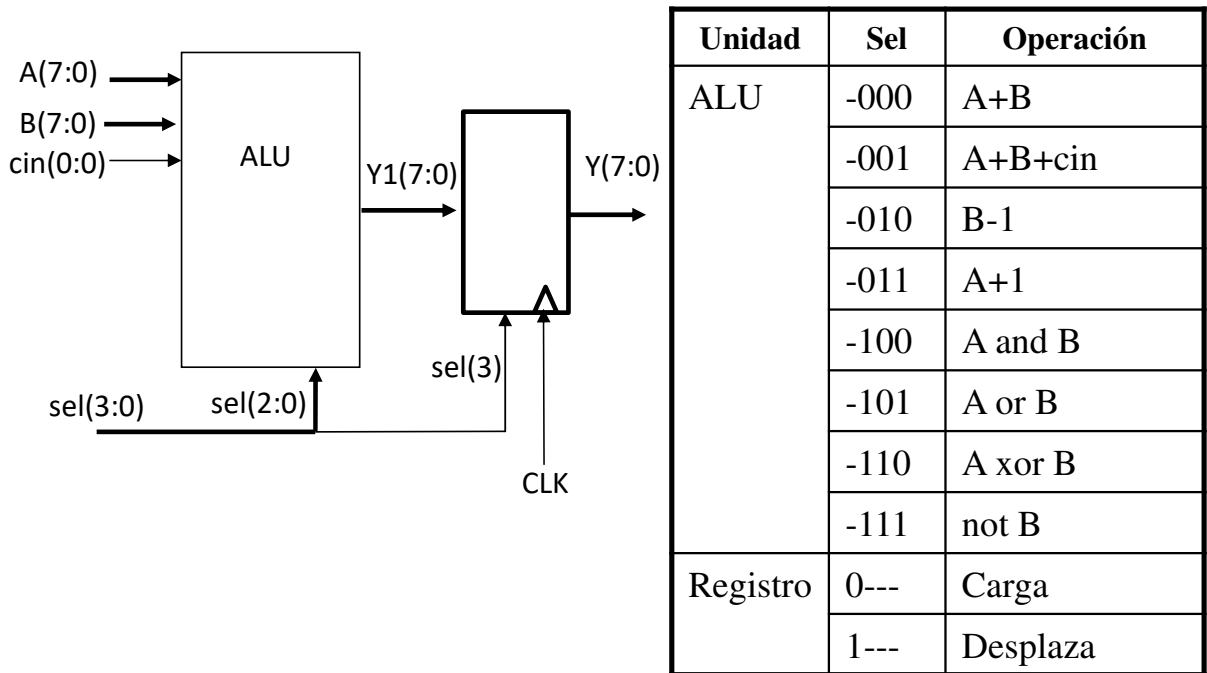 A(7:0)
B(7:0)
cin(0:0)
ALU
Y1(7:0)
Y(7:0)
sel(3)
sel(3:0)
sel(2:0)
CLK
Unidad Sel Operación
ALU -000 A+B
-001 A+B+cin
-010 B-1
-011 A+1
-100 A and B
-101 A or B
-110 A xor B
-111 not B
Registro 0--- Carga
1--- Desplaza